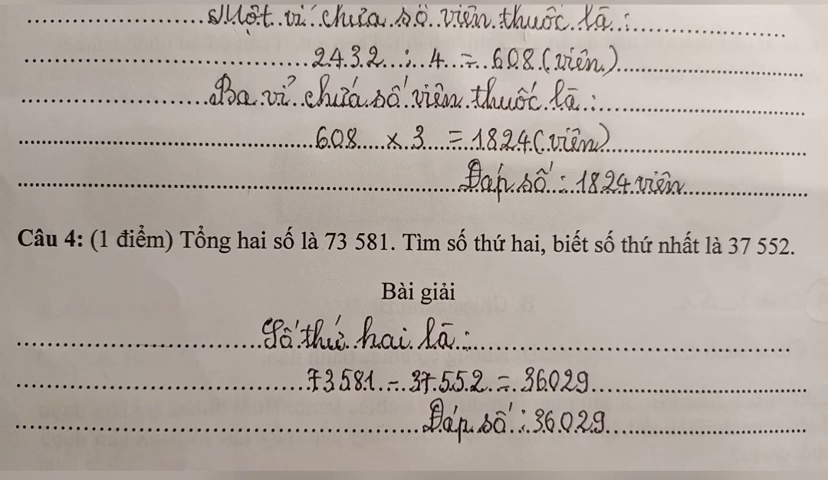 Một vỉ chứa số viên thuốc là :
2432 : 4 = 608 (viên)
Ba vỉ chứa số viên thuốc là :
608 x 3 = 1824 (viên)
Đáp số : 1824 viên
Câu 4: (1 điểm) Tổng hai số là 73 581. Tìm số thứ hai, biết số thứ nhất là 37 552.
Bài giải
Số thứ hai là :
73581 - 37552 = 36029
Đáp số : 36029